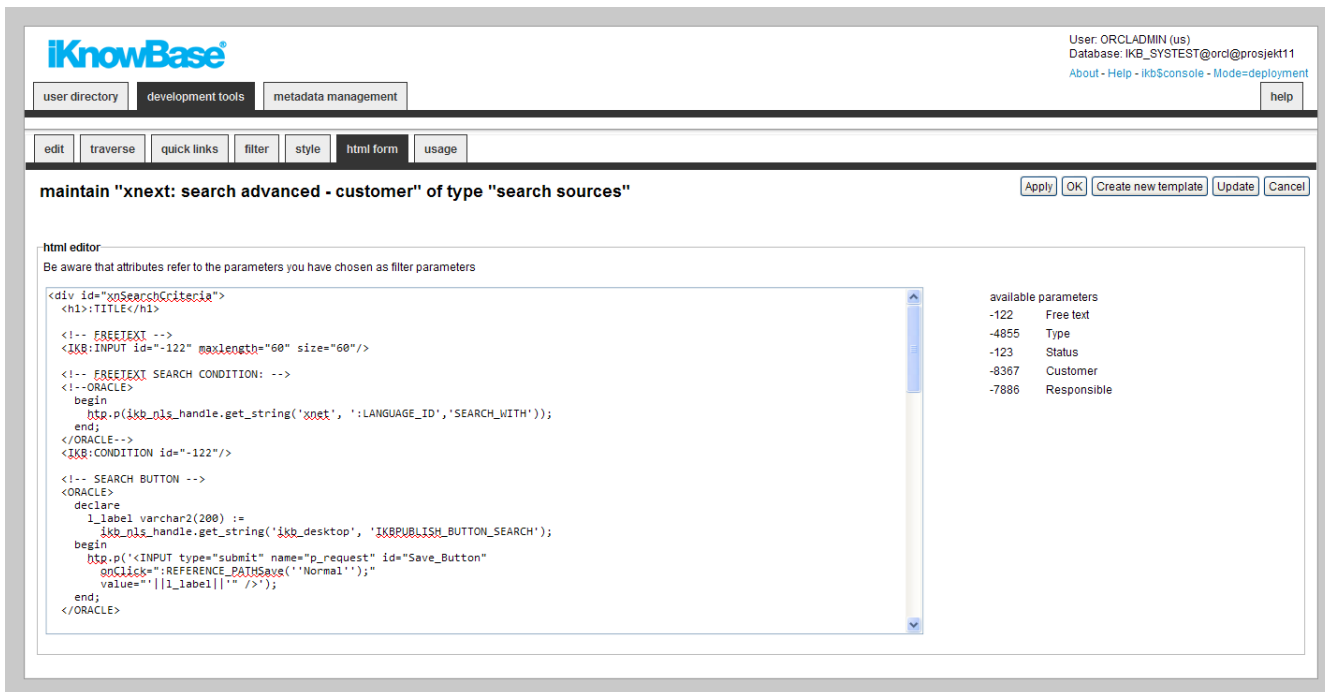 iKnowBase®
User: ORCLADMIN (us)
Database: IKB_SYSTEST@orcl@prosjekt11
About - Help - ikb$console - Mode=deployment
user directory development tools metadata management help
edit traverse quick links filter style html form usage
maintain "xnext: search advanced - customer" of type "search sources"
Apply OK Create new template Update Cancel
html editor
Be aware that attributes refer to the parameters you have chosen as filter parameters
<div id="xnSearchCriteria">
<h1>:TITLE</h1>
<!-- FREETEXT -->
<IKB:INPUT id="-122" maxlength="60" size="60"/>
<!-- FREETEXT SEARCH CONDITION: -->
<!--ORACLE>
begin
htp.p(ikb_nls_handle.get_string('xnet', ':LANGUAGE_ID','SEARCH_WITH'));
end;
</ORACLE-->
<IKB:CONDITION id="-122"/>
<!-- SEARCH BUTTON -->
<ORACLE>
declare
l_label varchar2(200) :=
ikb_nls_handle.get_string('ikb_desktop', 'IKBPUBLISH_BUTTON_SEARCH');
begin
htp.p('<INPUT type="submit" name="p_request" id="Save_Button"
onClick=":REFERENCE_PATHSave(''Normal'');"
value="'||l_label||'" />');
end;
</ORACLE>
available parameters
-122 Free text
-4855 Type
-123 Status
-8367 Customer
-7886 Responsible